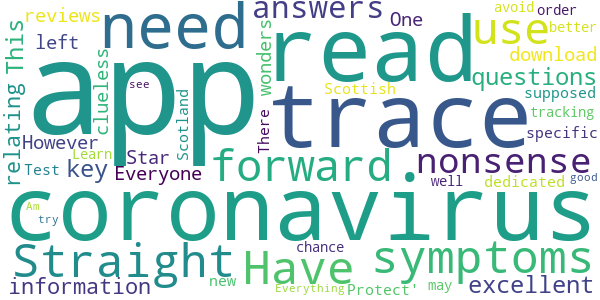 reviews
This
need
answers
One
avoid
order
left
app
read
use
better
download
clueless
wonders
questions
see
relating
Scotland
Scottish
trace
supposed
tracking
There
specific
However
Learn
Star
forward
nonsense
Test
key
Everyone
well
dedicated
good
Am
try
coronavirus
Straight
Have
chance
symptoms
information
new
Everything
Protect'
may
excellent